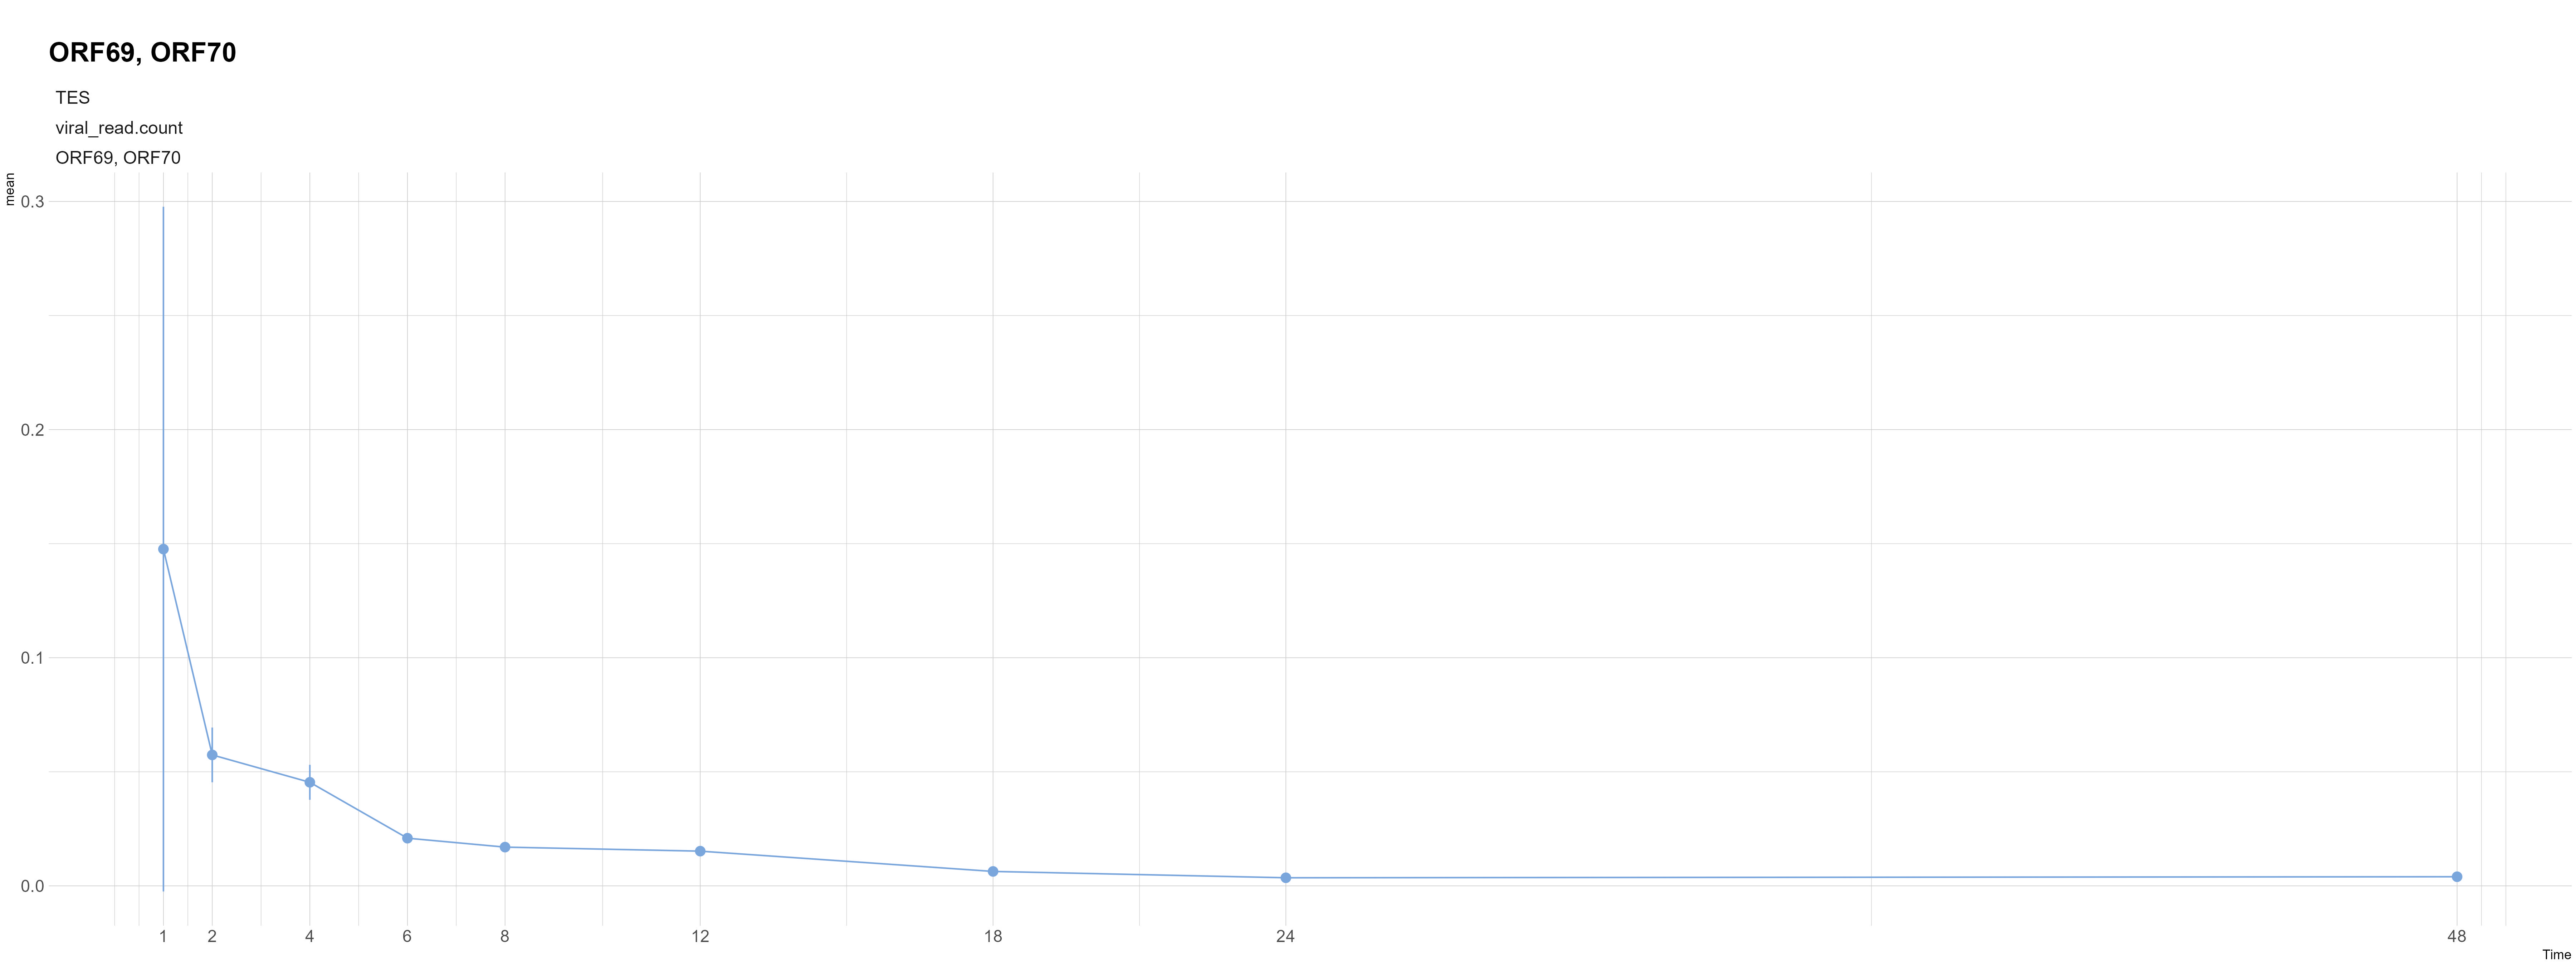 ORF69, ORF70
TES
viral_read.count
ORF69, ORF70
mean
0.3
0.2
0.1
0.0
1 2 4 6 8 12 18 24 48
Time